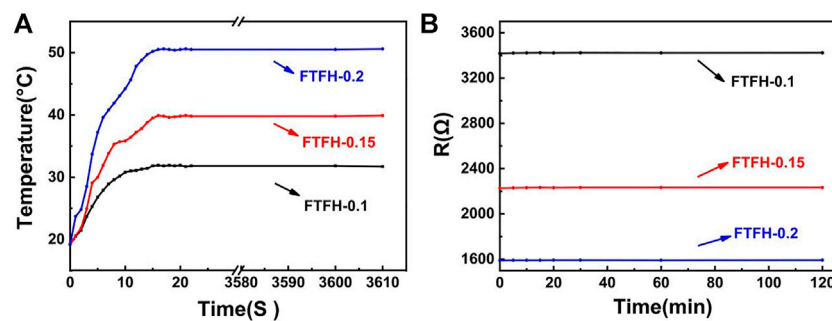 A
Temperature(°C)
50
40
30
20
FTFH-0.2
FTFH-0.15
FTFH-0.1
0
10
20
3580
3590
3600
3610
Time(S )
B
R(Ω)
3600
3200
2800
2400
2000
1600
FTFH-0.1
FTFH-0.15
FTFH-0.2
0
20
40
60
80
100
120
Time(min)